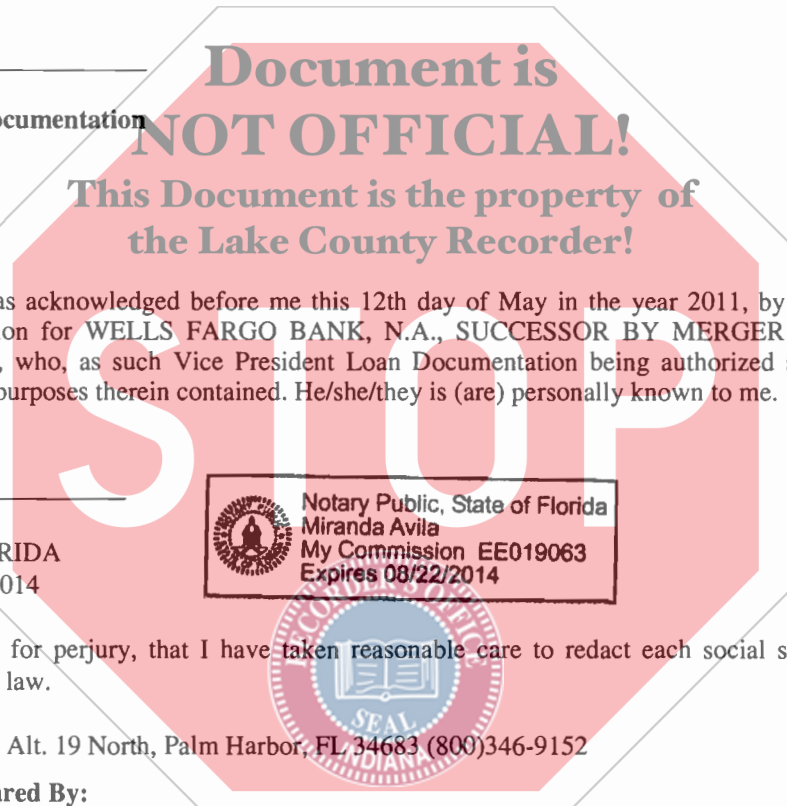 Document is
NOT OFFICIAL!
ocumentation
This Document is the property of
the Lake County Recorder!
as acknowledged before me this 12th day of May in the year 2011, by
ion for WELLS FARGO BANK, N.A., SUCCESSOR BY MERGER
, who, as such Vice President Loan Documentation being authorized
purposes therein contained. He/she/they is (are) personally known to me.
STOP
Notary Public, State of Florida
Miranda Avila
My Commission EE019063
Expires 08/22/2014
RIDA
014
RECORDER'S OFFICE
for perjury, that I have taken reasonable care to redact each social s
law.
SEAL
INDIANA
Alt. 19 North, Palm Harbor, FL 34683 (800)346-9152
ared By: